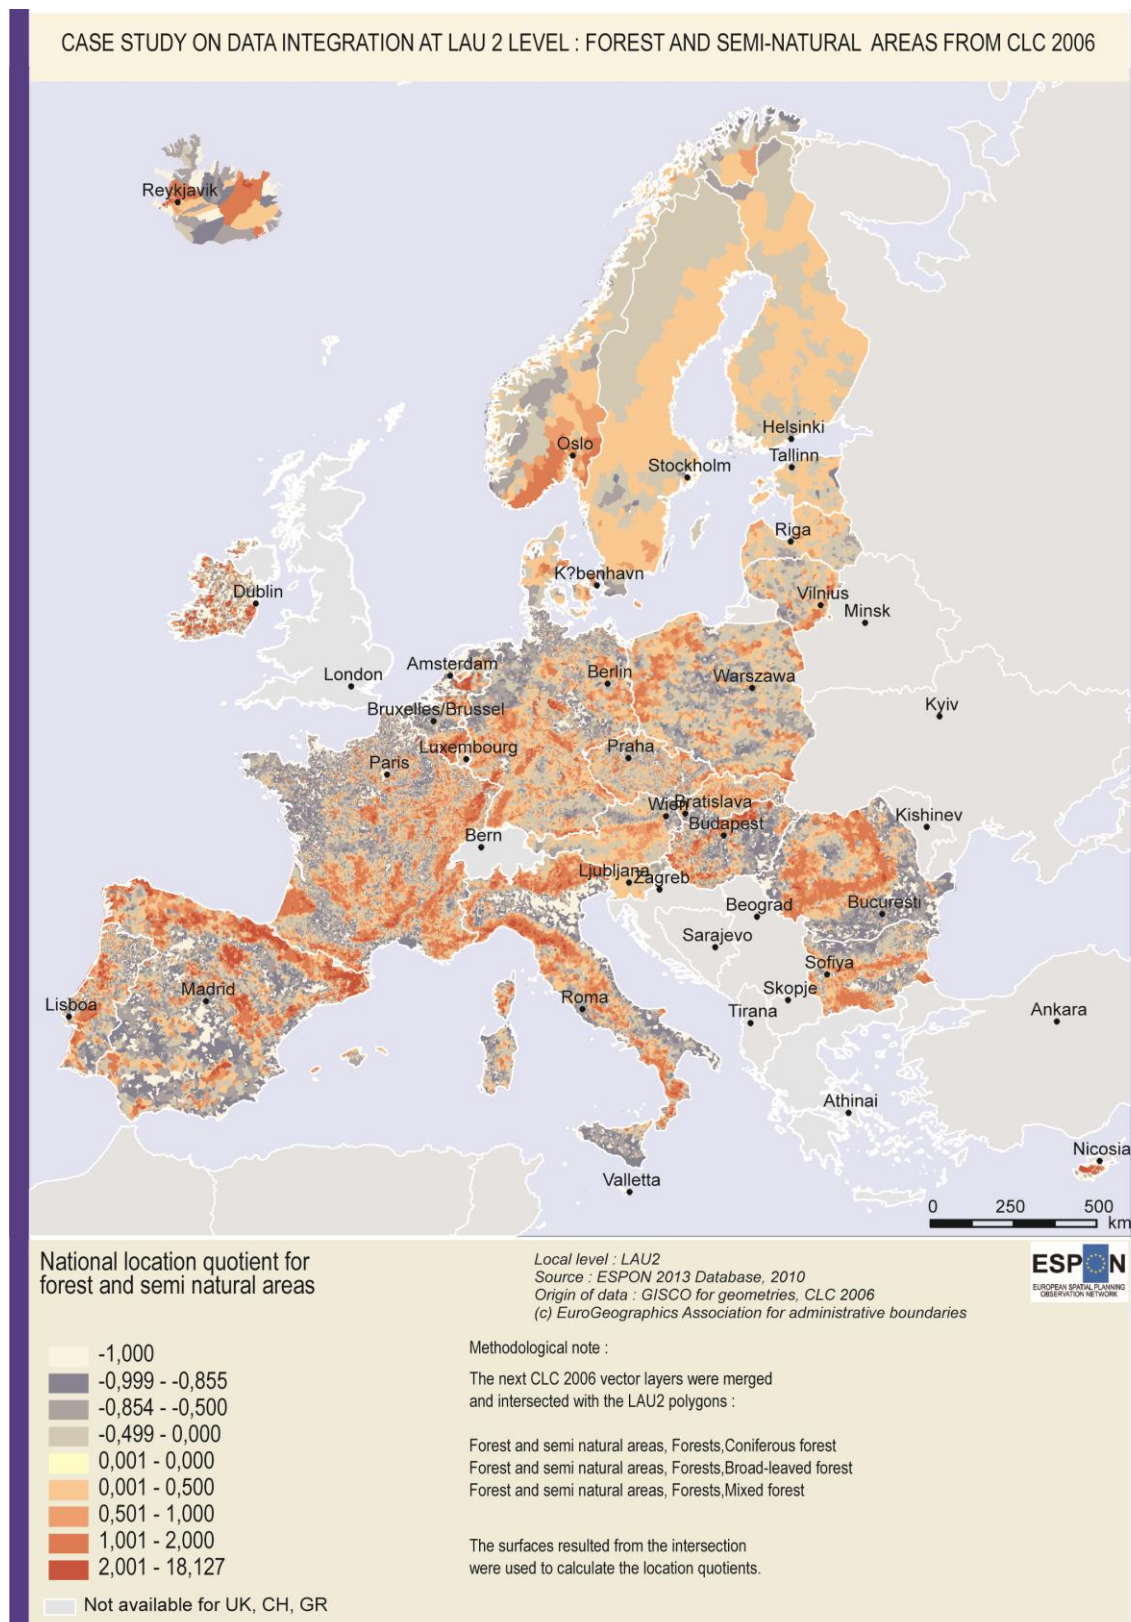 CASE STUDY ON DATA INTEGRATION AT LAU 2 LEVEL : FOREST AND SEMI-NATURAL AREAS FROM CLC 2006
Reykjavik
Oslo
Helsinki
Tallinn
Stockholm
Riga
K?benhavn
Dublin
Vilnius
Minsk
Amsterdam
Berlin
London
Warszawa
Bruxelles/Brussel
Kyiv
Luxembourg
Praha
Paris
Wien
Bratislava
Budapest
Kishinev
Bern
Ljubljana
Zagreb
Beograd
Bucuresti
Sarajevo
Sofiya
Madrid
Skopje
Lisboa
Roma
Tirana
Ankara
Athinai
Nicosia
Valletta
0 250 500
km
National location quotient for
forest and semi natural areas
-1,000
-0,999 - -0,855
-0,854 - -0,500
-0,499 - 0,000
0,001 - 0,000
0,001 - 0,500
0,501 - 1,000
1,001 - 2,000
2,001 - 18,127
Not available for UK, CH, GR
Local level : LAU2
Source : ESPON 2013 Database, 2010
Origin of data : GISCO for geometries, CLC 2006
(c) EuroGeographics Association for administrative boundaries
Methodological note :
The next CLC 2006 vector layers were merged
and intersected with the LAU2 polygons :
Forest and semi natural areas, Forests,Coniferous forest
Forest and semi natural areas, Forests,Broad-leaved forest
Forest and semi natural areas, Forests,Mixed forest
The surfaces resulted from the intersection
were used to calculate the location quotients.
ESPON
EUROPEAN SPATIAL PLANNING
OBSERVATION NETWORK